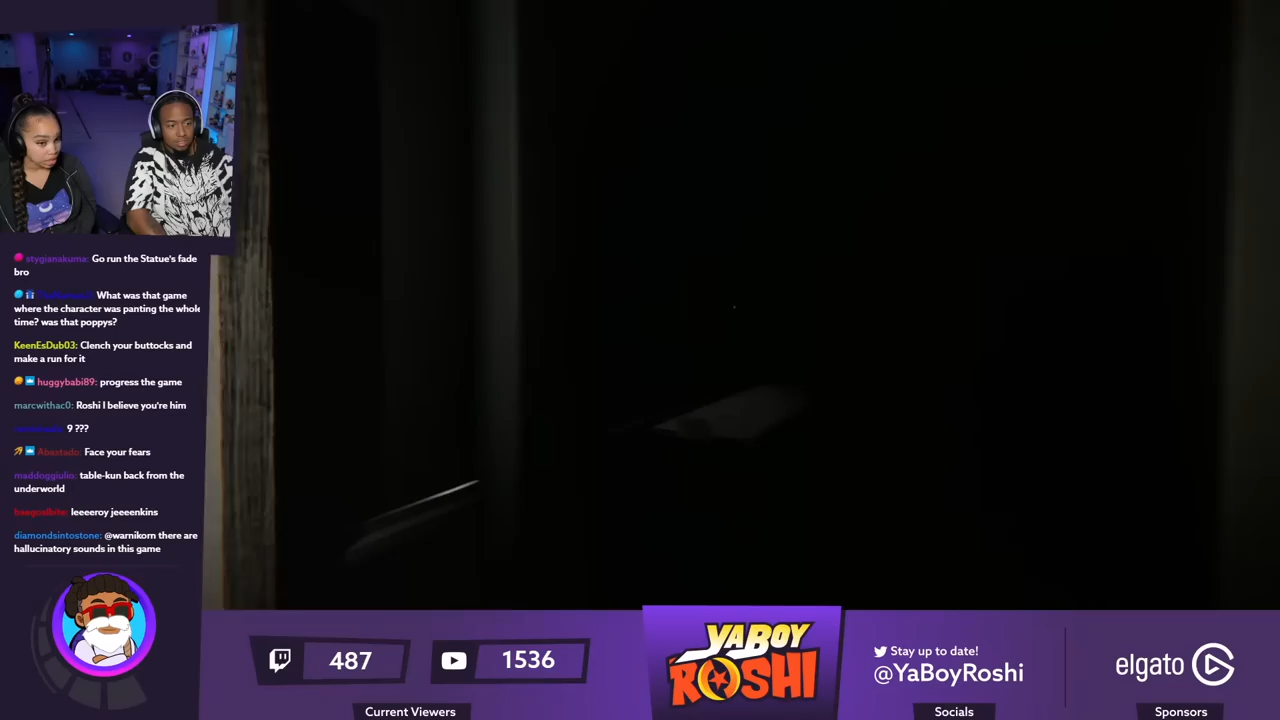 stygianakuma: Go run the Statue's fade
bro
What was that game
where the character was panting the whole
time? was that poppys?
KeenEsDub03: Clench your buttocks and
make a run for it
huggybabi89: progress the game
marcwithac0: Roshi I believe you're him
9 ???
Abestado: Face your fears
maddoggiulio: table-kun back from the
underworld
leeeeroy jeeeenkins
diamondsintostone: @warnikorn there are
hallucinatory sounds in this game
487
1536
Current Viewers
YABOY
ROSHI
Stay up to date!
@YaBoyRoshi
Socials
elgato
Sponsors